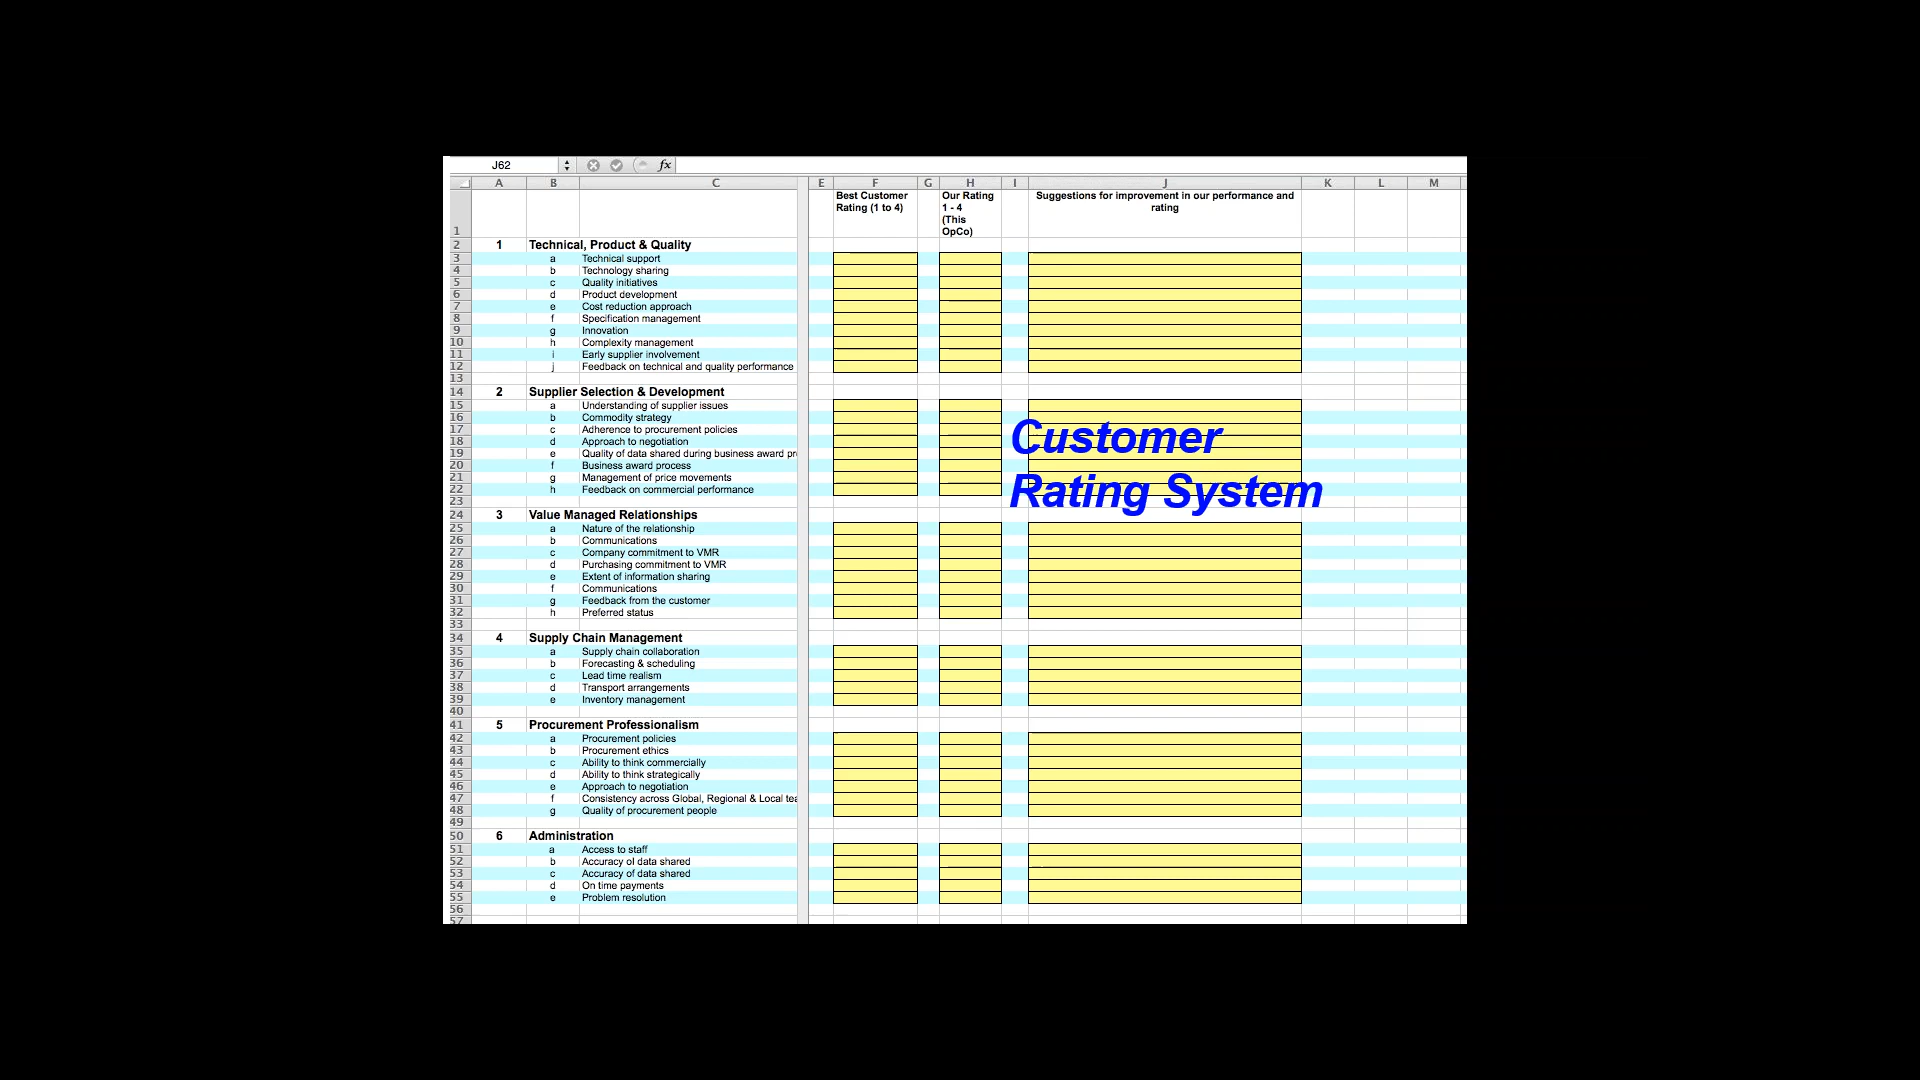 J62 fx
A B C E F G H I J K L M
Best Customer Our Rating Suggestions for improvement in our performance and
Rating (1 to 4) 1 - 4 rating
(This
1 OpCo)
2 1 Technical, Product & Quality
3 a Technical support
4 b Technology sharing
5 c Quality initiatives
6 d Product development
7 e Cost reduction approach
8 f Specification management
9 g Innovation
10 h Complexity management
11 i Early supplier involvement
12 j Feedback on technical and quality performance
13
14 2 Supplier Selection & Development
15 a Understanding of supplier issues
16 b Commodity strategy
17 c Adherence to procurement policies
18 d Approach to negotiation
19 e Quality of data shared during business award pr
20 f Business award process
21 g Management of price movements
22 h Feedback on commercial performance
23
Customer
Rating System
24 3 Value Managed Relationships
25 a Nature of the relationship
26 b Communications
27 c Company commitment to VMR
28 d Purchasing commitment to VMR
29 e Extent of information sharing
30 f Communications
31 g Feedback from the customer
32 h Preferred status
33
34 4 Supply Chain Management
35 a Supply chain collaboration
36 b Forecasting & scheduling
37 c Lead time realism
38 d Transport arrangements
39 e Inventory management
40
41 5 Procurement Professionalism
42 a Procurement policies
43 b Procurement ethics
44 c Ability to think commercially
45 d Ability to think strategically
46 e Approach to negotiation
47 f Consistency across Global, Regional & Local tea
48 g Quality of procurement people
49
50 6 Administration
51 a Access to staff
52 b Accuracy of data shared
53 c Accuracy of data shared
54 d On time payments
55 e Problem resolution
56
57